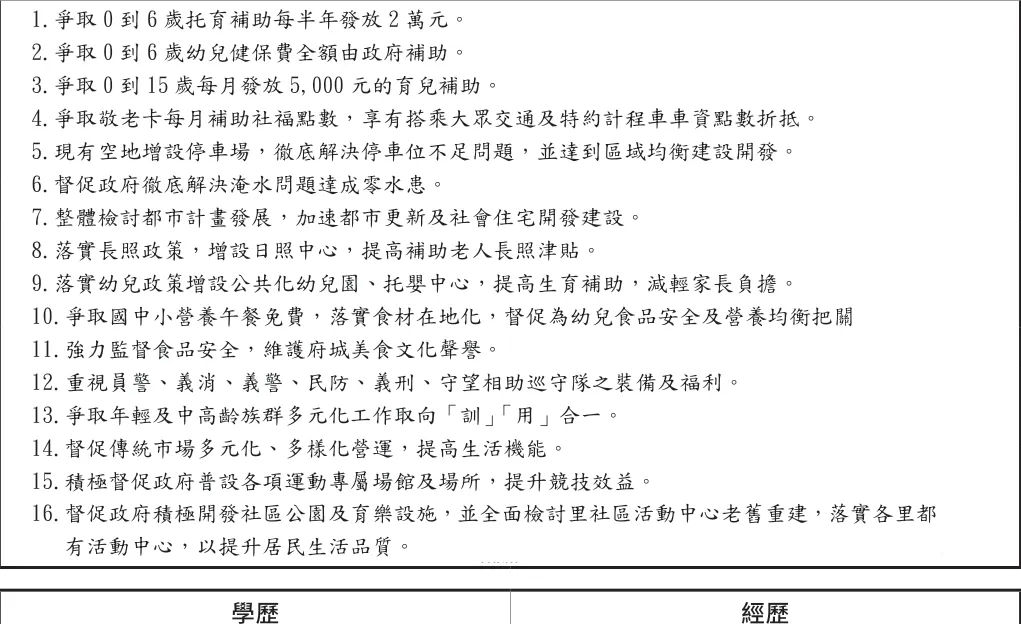 1. 爭取 0 到 6 歲托育補助每半年發放 2 萬元。
2. 爭取 0 到 6 歲幼兒健保費全額由政府補助。
3. 爭取 0 到 15 歲每月發放 5,000 元的育兒補助。
4. 爭取敬老卡每月補助社福點數，享有搭乘大眾交通及特約計程車車資點數折抵。
5. 現有空地增設停車場，徹底解決停車位不足問題，並達到區域均衡建設開發。
6. 督促政府徹底解決淹水問題達成零水患。
7. 整體檢討都市計畫發展，加速都市更新及社會住宅開發建設。
8. 落實長照政策，增設日照中心，提高補助老人長照津貼。
9. 落實幼兒政策增設公共化幼兒園、托嬰中心，提高生育補助，減輕家長負擔。
10. 爭取國中小營養午餐免費，落實食材在地化，督促為幼兒食品安全及營養均衡把關
11. 強力監督食品安全，維護府城美食文化聲譽。
12. 重視員警、義消、義警、民防、義刑、守望相助巡守隊之裝備及福利。
13. 爭取年輕及中高齡族群多元化工作取向「訓」「用」合一。
14. 督促傳統市場多元化、多樣化營運，提高生活機能。
15. 積極督促政府普設各項運動專屬場館及場所，提升競技效益。
16. 督促政府積極開發社區公園及育樂設施，並全面檢討里社區活動中心老舊重建，落實各里都
有活動中心，以提升居民生活品質。
學歷 經歷